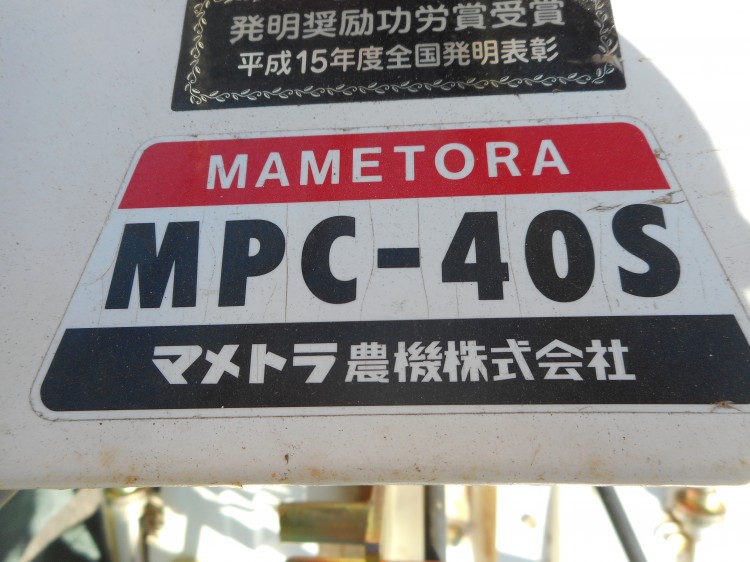 発明奨励功労賞受賞
平成15年度全国発明表彰
MAMETORA
MPC-40S
マメトラ農機株式会社